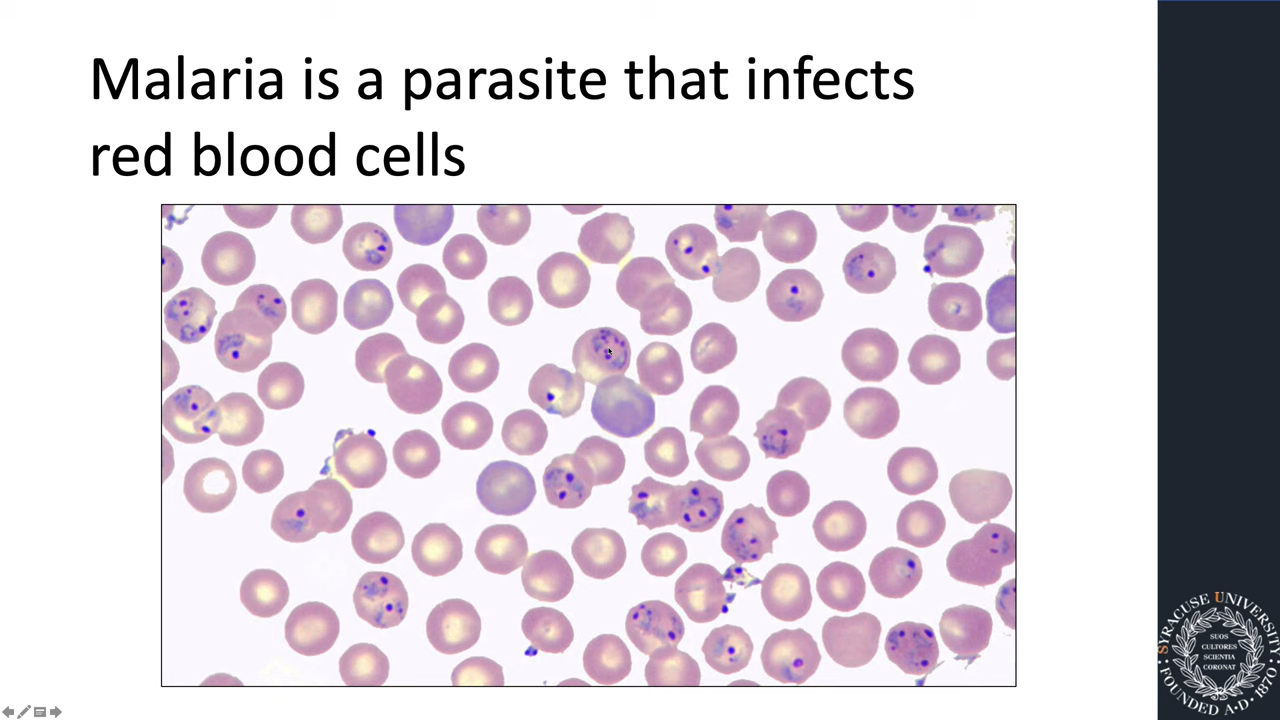 Malaria is a parasite that infects
red blood cells
SYRACUSE UNIVERSITY
FOUNDED A·D·1870
SUOS
CULTORES
SCIENTIA
CORONAT